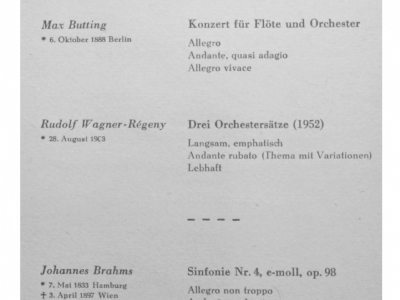 Max Butting
* 6. Oktober 1888 Berlin
Konzert für Flöte und Orchester
Allegro
Andante, quasi adagio
Allegro vivace
Rudolf Wagner-Régeny
* 28. August 1903
Drei Orchestersätze (1952)
Langsam, emphatisch
Andante rubato (Thema mit Variationen)
Lebhaft
– – – –
Johannes Brahms
* 7. Mai 1833 Hamburg
† 3. April 1897 Wien
Sinfonie Nr. 4, e-moll, op. 98
Allegro non troppo